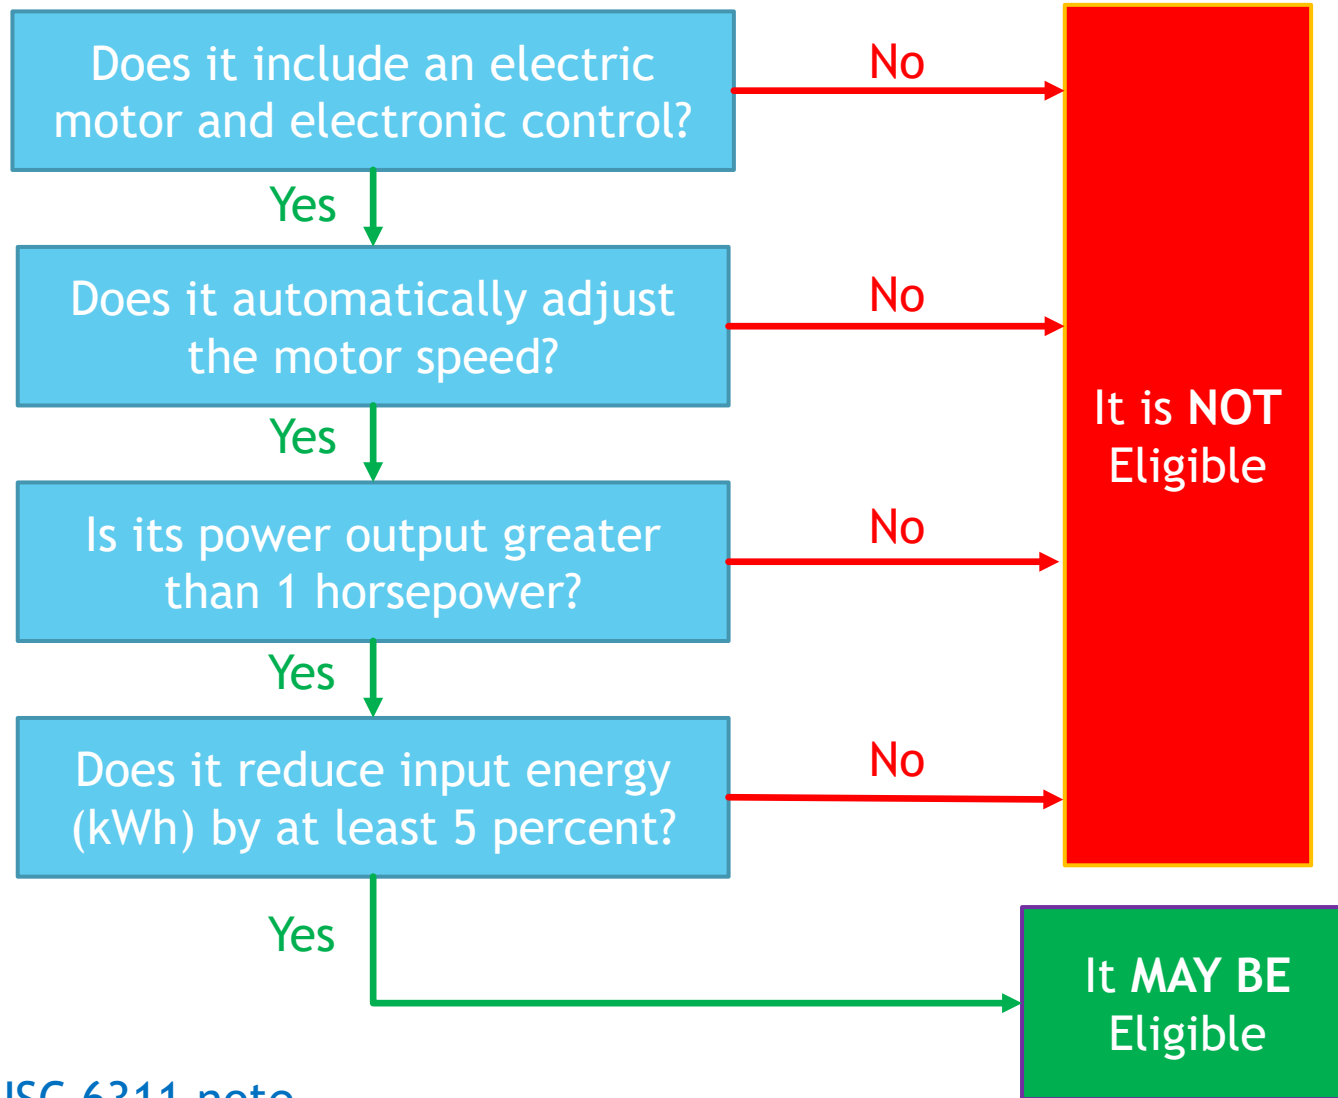 Does it include an electric
motor and electronic control?
No
Yes
Does it automatically adjust
the motor speed?
No
Yes
It is NOT
Eligible
Is its power output greater
than 1 horsepower?
No
Yes
Does it reduce input energy
(kWh) by at least 5 percent?
No
Yes
It MAY BE
Eligible
6311 note